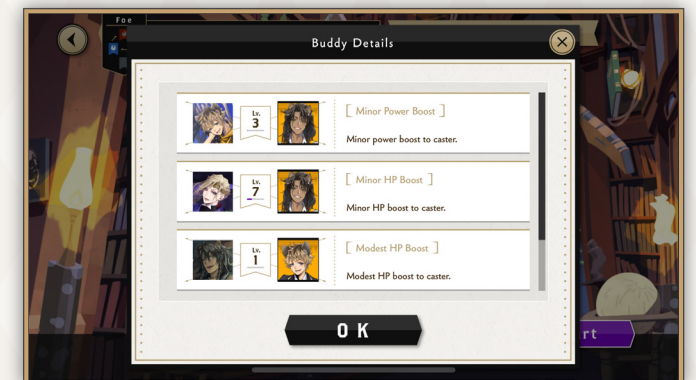 Foe
Buddy Details
Lv.
3
[ Minor Power Boost ]
Minor power boost to caster.
Lv.
7
[ Minor HP Boost ]
Minor HP boost to caster.
Lv.
1
[ Modest HP Boost ]
Modest HP boost to caster.
OK
rt